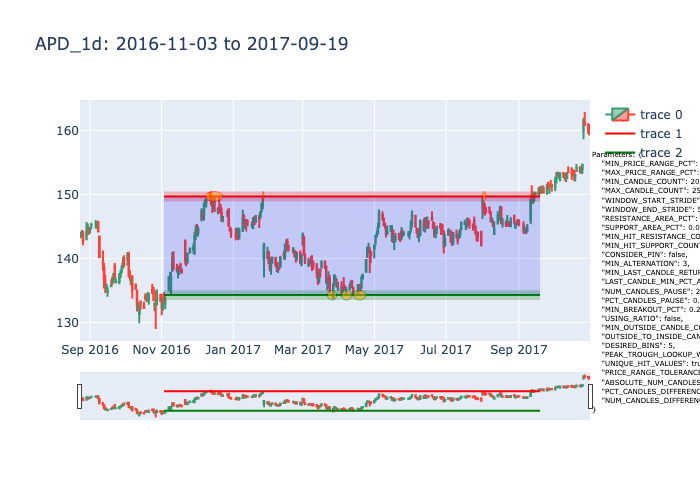 APD_1d: 2016-11-03 to 2017-09-19
160
150
140
130
Sep 2016
Nov 2016
Jan 2017
Mar 2017
May 2017
Jul 2017
Sep 2017
trace 0
trace 1
trace 2
Parameters: {
"MIN_PRICE_RANGE_PCT":
"MAX_PRICE_RANGE_PCT":
"MIN_CANDLE_COUNT": 20
"MAX_CANDLE_COUNT": 25
"WINDOW_START_STRIDE"
"WINDOW_END_STRIDE": 5
"RESISTANCE_AREA_PCT":
"SUPPORT_AREA_PCT": 0.0
"MIN_HIT_RESISTANCE_CO
"MIN_HIT_SUPPORT_COUNT
"CONSIDER_PIN": false,
"MIN_ALTERNATION": 3,
"MIN_LAST_CANDLE_RETUR
"LAST_CANDLE_MIN_PCT_A
"NUM_CANDLES_PAUSE": 2
"PCT_CANDLES_PAUSE": 0.
"MIN_BREAKOUT_PCT": 0.2
"USING_RATIO": false,
"MIN_OUTSIDE_CANDLE_CO
"OUTSIDE_TO_INSIDE_CAN
"DESIRED_BINS": 5,
"PEAK_TROUGH_LOOKUP_W
"UNIQUE_HIT_VALUES": tru
"PRICE_RANGE_TOLERANC
"ABSOLUTE_NUM_CANDLES
"PCT_CANDLES_DIFFERENC
"NUM_CANDLES_DIFFEREN
}